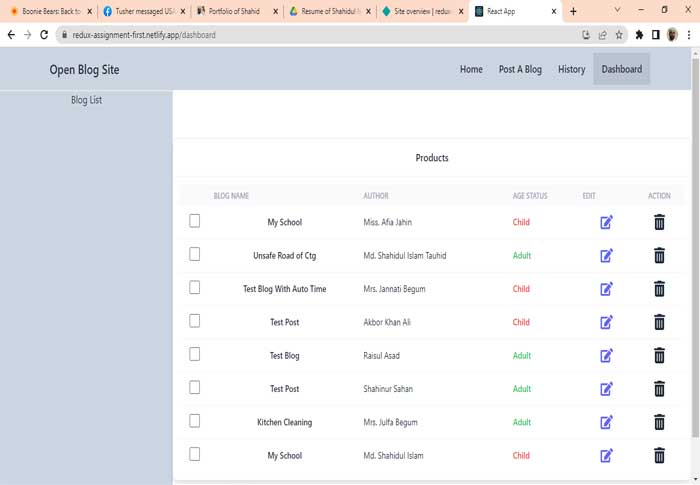 Boonie Bears: Back to
Tusher messaged US
Portfolio of Shahid
Resume of Shahidul I
Site overview | redux-
React App
redux-assignment-first.netlify.app/dashboard
Open Blog Site
Home Post A Blog History Dashboard
Blog List
Products
BLOG NAME AUTHOR AGE STATUS EDIT ACTION
My School Miss. Afia Jahin Child
Unsafe Road of Ctg Md. Shahidul Islam Tauhid Adult
Test Blog With Auto Time Mrs. Jannati Begum Child
Test Post Akbor Khan Ali Child
Test Blog Raisul Asad Adult
Test Post Shahinur Sahan Adult
Kitchen Cleaning Mrs. Julfa Begum Adult
My School Md. Shahidul Islam Child